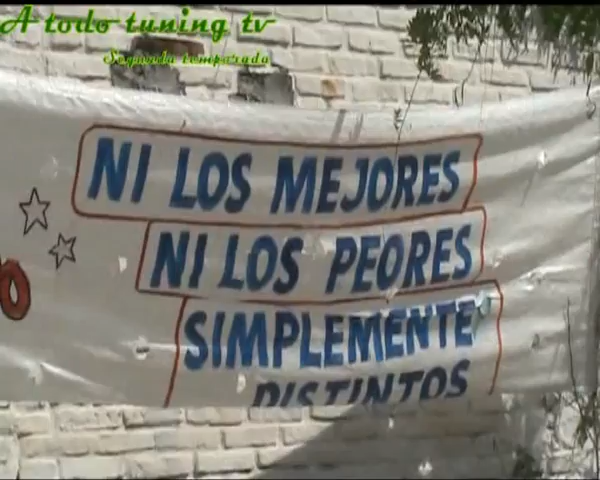 A todo tuning tv
Segunda temporada
NI LOS MEJORES
NI LOS PEORES
SIMPLEMENTE
DISTINTOS